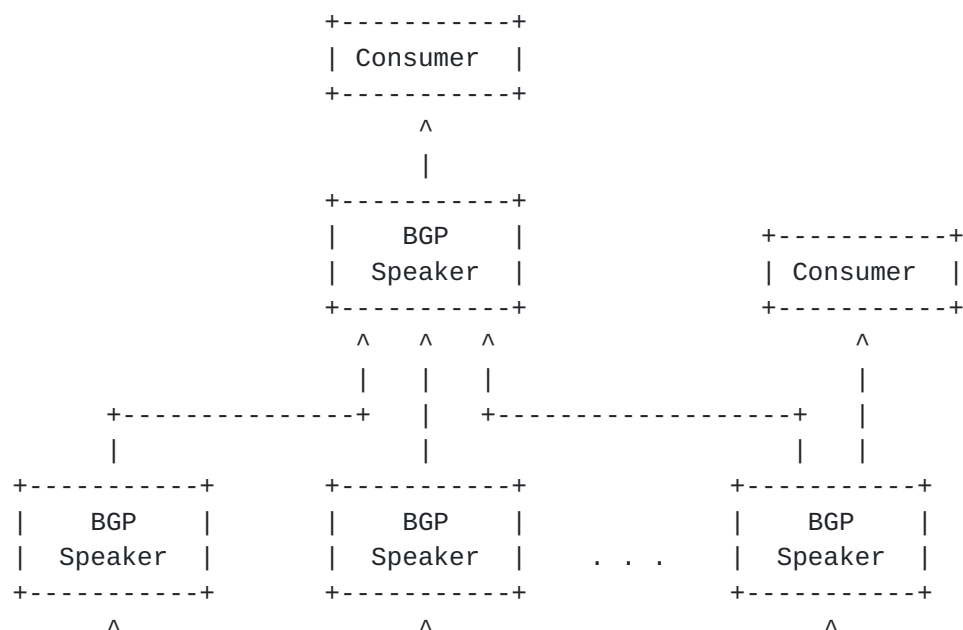 Consumer
BGP
Speaker
Consumer
BGP
Speaker
BGP
Speaker
. . .
BGP
Speaker